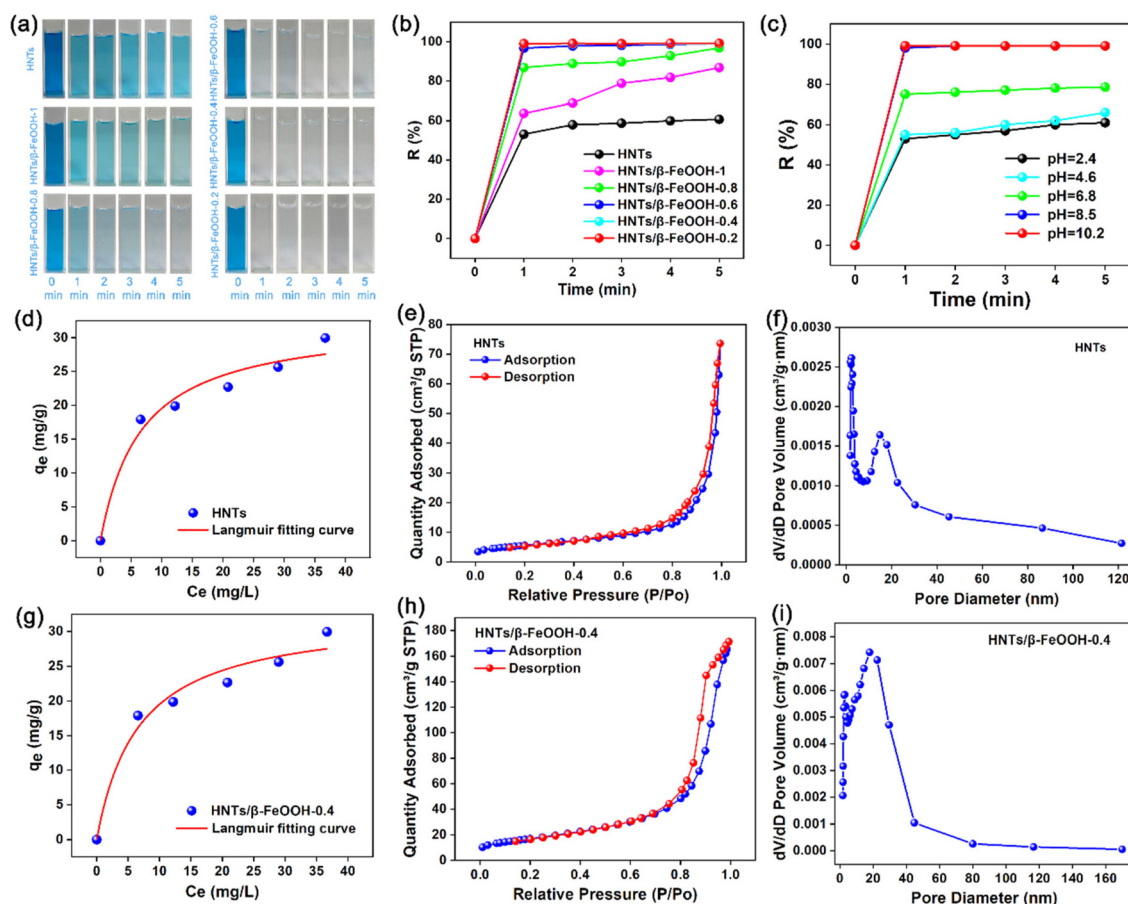 (a)
HNTs
HNTs/β-FeOOH-0.6
HNTs/β-FeOOH-1
HNTs/β-FeOOH-0.4
HNTs/β-FeOOH-0.8
HNTs/β-FeOOH-0.2
0 1 2 3 4 5 0 1 2 3 4 5
min min min min min min min min min min min min
(b)
R (%)
100
80
60
40
20
0
HNTs
HNTs/β-FeOOH-1
HNTs/β-FeOOH-0.8
HNTs/β-FeOOH-0.6
HNTs/β-FeOOH-0.4
HNTs/β-FeOOH-0.2
0 1 2 3 4 5
Time (min)
(c)
R (%)
100
80
60
40
20
0
pH=2.4
pH=4.6
pH=6.8
pH=8.5
pH=10.2
0 1 2 3 4 5
Time (min)
(d)
qe (mg/g)
30
25
20
15
10
5
0
HNTs
Langmuir fitting curve
0 5 10 15 20 25 30 35 40
Ce (mg/L)
(e)
Quantity Adsorbed (cm³/g STP)
80
70
60
50
40
30
20
10
0
HNTs
Adsorption
Desorption
0.0 0.2 0.4 0.6 0.8 1.0
Relative Pressure (P/Po)
(f)
dV/dD Pore Volume (cm³/g·nm)
0.0030
0.0025
0.0020
0.0015
0.0010
0.0005
0.0000
HNTs
0 20 40 60 80 100 120
Pore Diameter (nm)
(g)
qe (mg/g)
30
25
20
15
10
5
0
HNTs/β-FeOOH-0.4
Langmuir fitting curve
0 5 10 15 20 25 30 35 40
Ce (mg/L)
(h)
Quantity Adsorbed (cm³/g STP)
180
160
140
120
100
80
60
40
20
0
HNTs/β-FeOOH-0.4
Adsorption
Desorption
0.0 0.2 0.4 0.6 0.8 1.0
Relative Pressure (P/Po)
(i)
dV/dD Pore Volume (cm³/g·nm)
0.008
0.007
0.006
0.005
0.004
0.003
0.002
0.001
0.000
HNTs/β-FeOOH-0.4
0 20 40 60 80 100 120 140 160
Pore Diameter (nm)